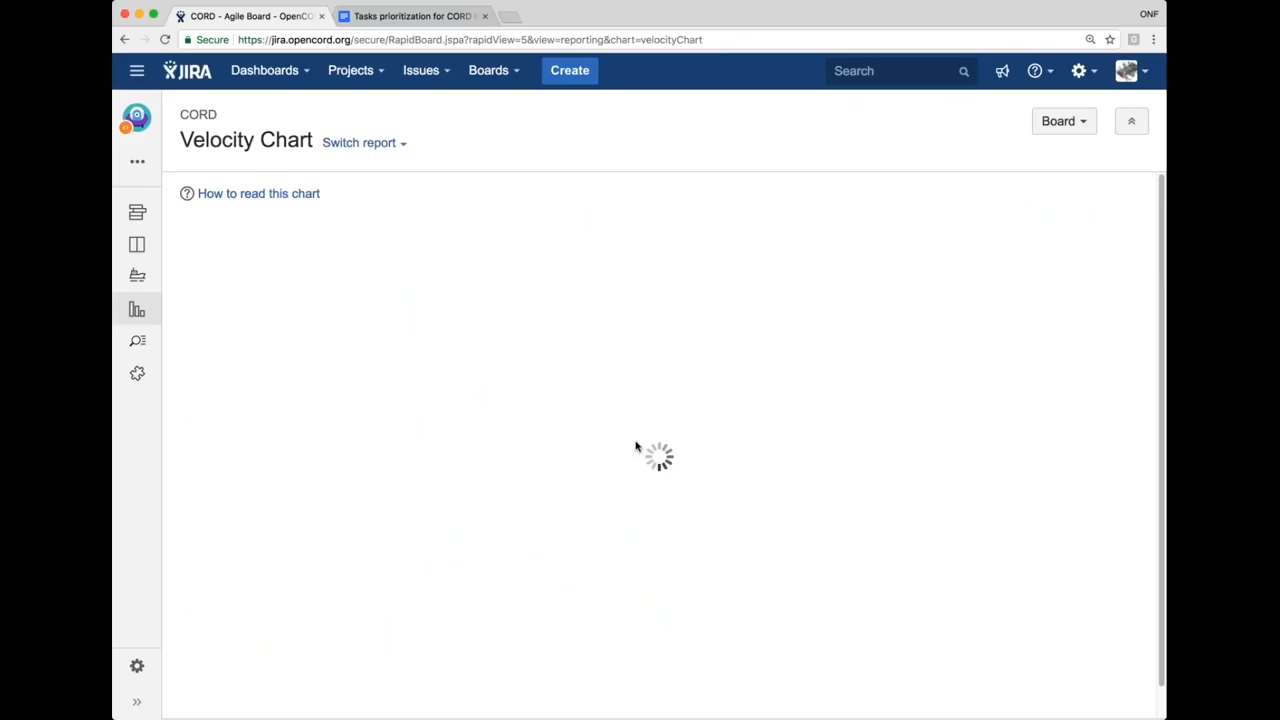 CORD - Agile Board - OpenCO
Tasks prioritization for CORD
ONF
Secure
https://jira.opencord.org/secure/RapidBoard.jspa?rapidView=5&view=reporting&chart=velocityChart
JIRA Dashboards Projects Issues Boards Create Search
CORD
Velocity Chart Switch report
Board
How to read this chart